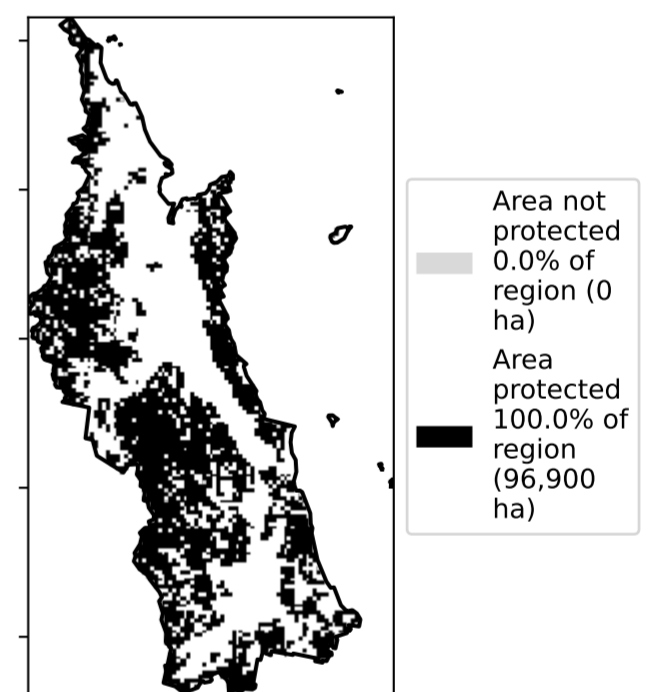 Area not
protected
0.0% of
region (0
ha)
Area
protected
100.0% of
region
(96,900
ha)